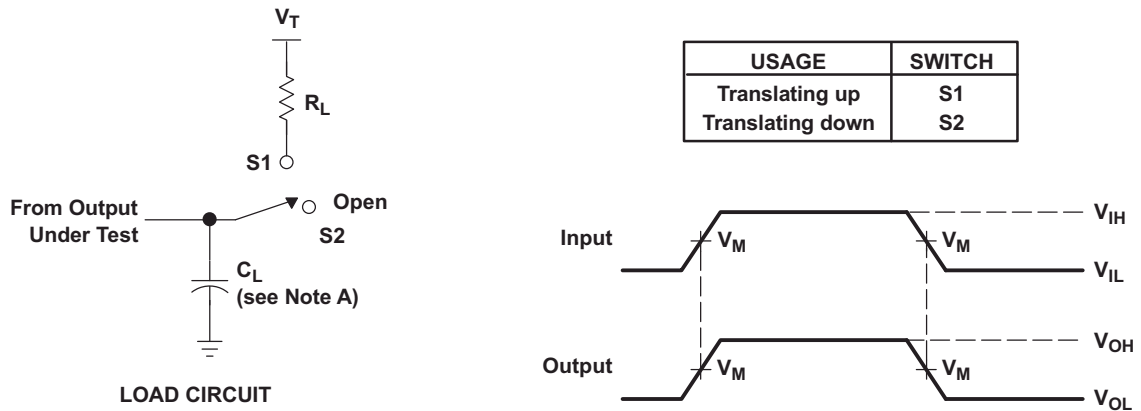 V_T
R_L
S1
From Output
Under Test
Open
S2
C_L
(see Note A)
LOAD CIRCUIT
USAGE SWITCH
Translating up S1
Translating down S2
Input
V_M
V_M
V_IH
V_IL
Output
V_M
V_M
V_OH
V_OL